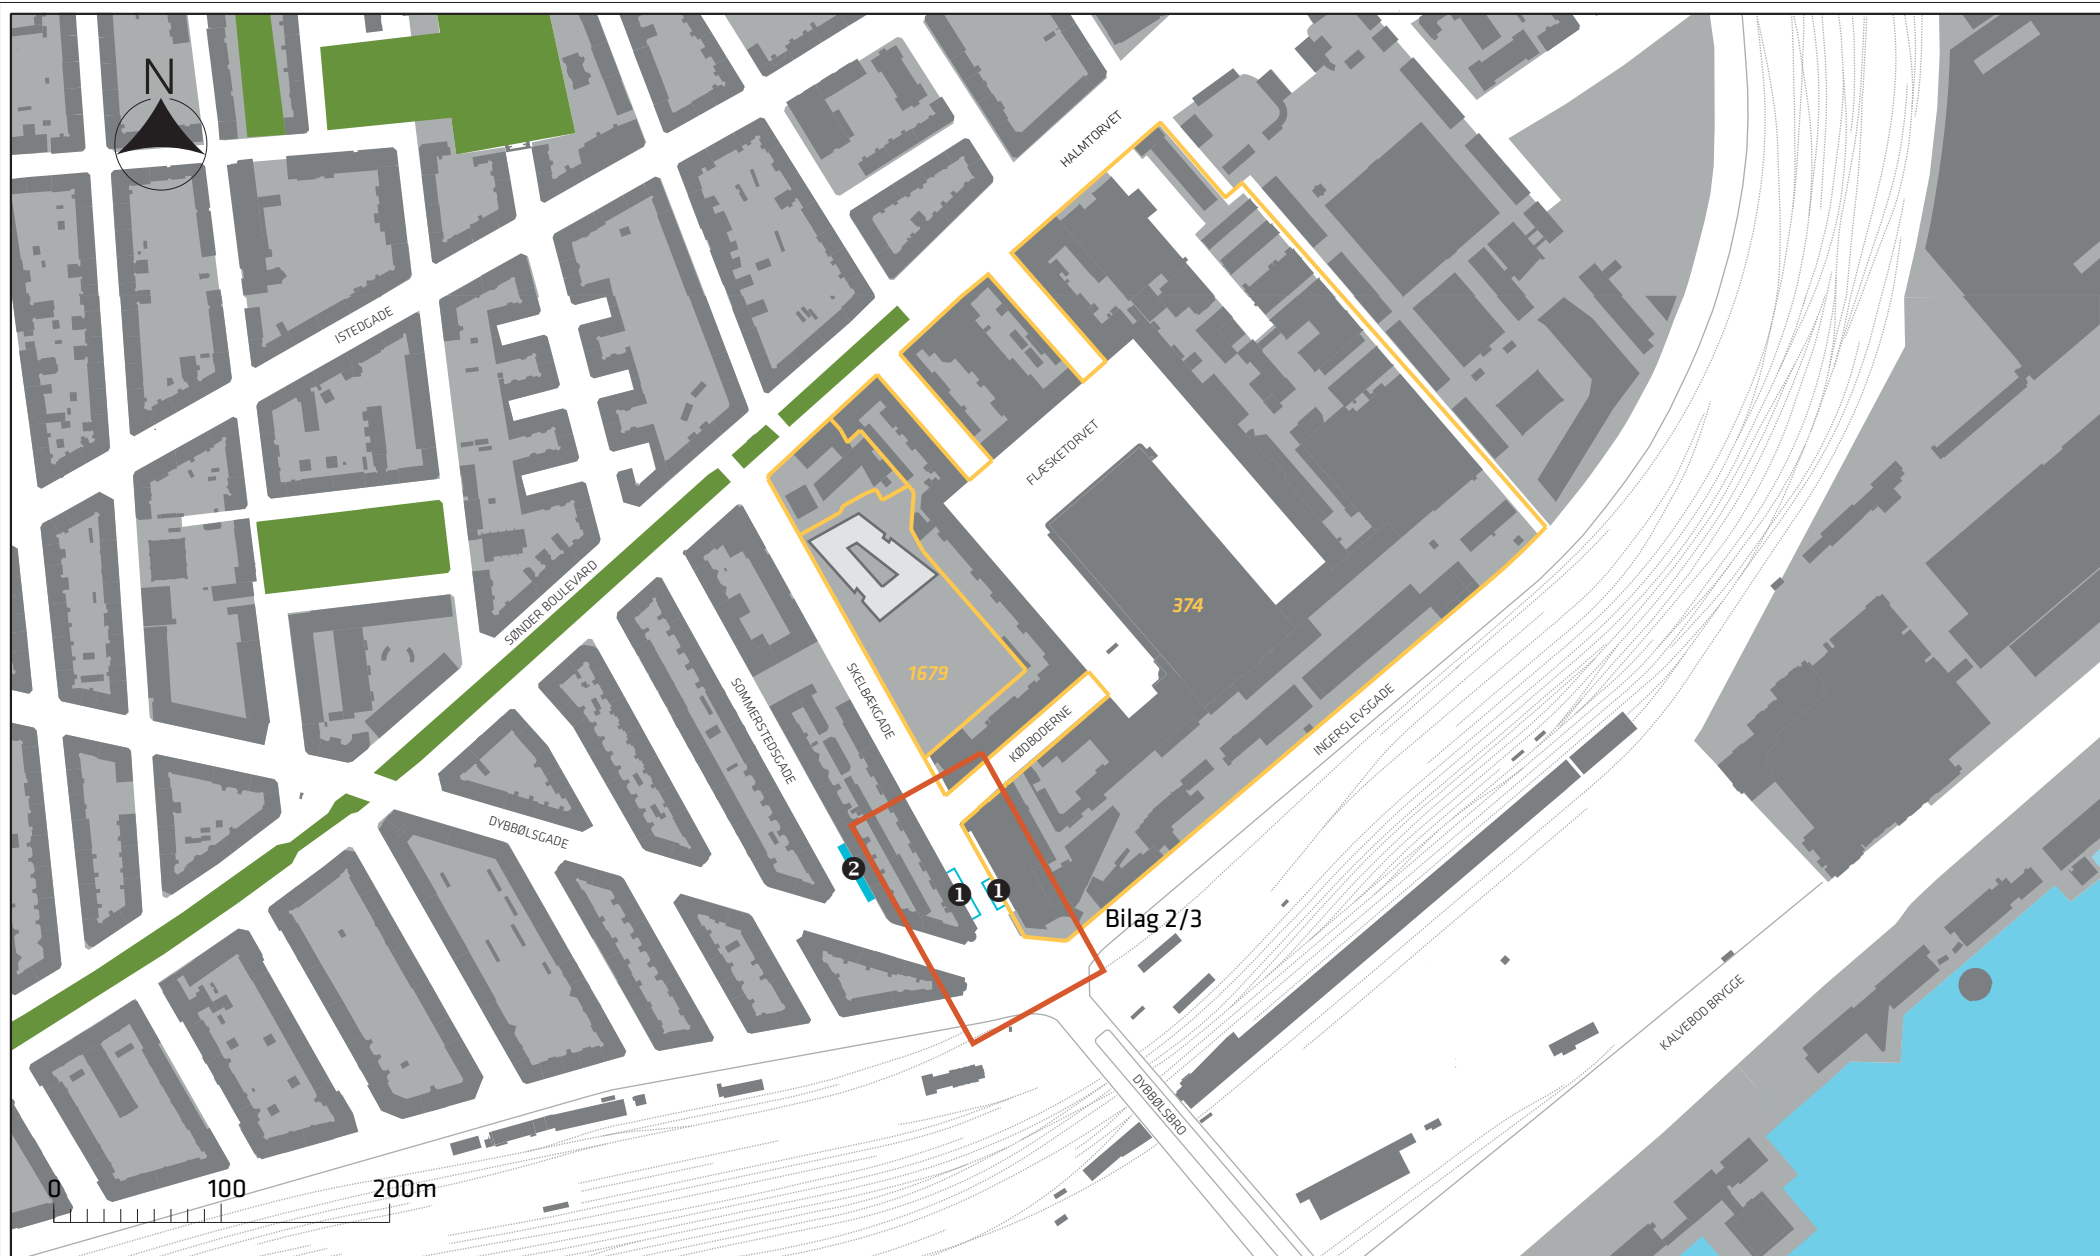 N
HALMTORVET
ISTEDGADE
FLÆSKETORVET
SØNDER BOULEVARD
374
1679
SKELBÆKGADE
SOMMERSTEDSGADE
KØDBODERNE
INGERSLEVSGADE
DYBBØLSGADE
2
1
1
Bilag 2/3
KALVEBOD BRYGGE
DYBBØLSBRO
0 100 200m